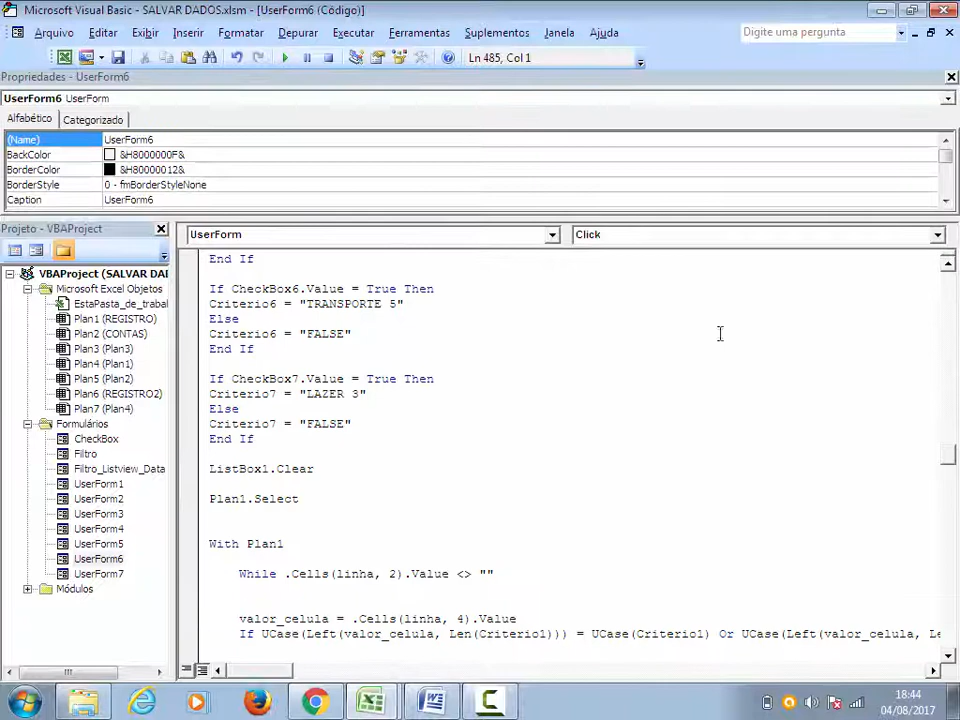 Microsoft Visual Basic - SALVAR DADOS.xlsm - [UserForm6 (Código)]
Arquivo Editar Exibir Inserir Formatar Depurar Executar Ferramentas Suplementos Janela Ajuda Digite uma pergunta
Ln 485, Col 1
Propriedades - UserForm6
UserForm6 UserForm
Alfabético Categorizado
(Name) UserForm6
BackColor &H8000000F&
BorderColor &H80000012&
BorderStyle 0 - fmBorderStyleNone
Caption UserForm6
Projeto - VBAProject
VBAProject (SALVAR DAI
Microsoft Excel Objetos
EstaPasta_de_trabal
Plan1 (REGISTRO)
Plan2 (CONTAS)
Plan3 (Plan3)
Plan4 (Plan1)
Plan5 (Plan2)
Plan6 (REGISTRO2)
Plan7 (Plan4)
Formulários
CheckBox
Filtro
Filtro_Listview_Data
UserForm1
UserForm2
UserForm3
UserForm4
UserForm5
UserForm6
UserForm7
Módulos
UserForm Click
End If
If CheckBox6.Value = True Then
Criterio6 = "TRANSPORTE 5"
Else
Criterio6 = "FALSE"
End If
If CheckBox7.Value = True Then
Criterio7 = "LAZER 3"
Else
Criterio7 = "FALSE"
End If
ListBox1.Clear
Plan1.Select
With Plan1
While .Cells(linha, 2).Value <> ""
valor_celula = .Cells(linha, 4).Value
If UCase(Left(valor_celula, Len(Criterio1))) = UCase(Criterio1) Or UCase(Left(valor_celula, Le
18:44
04/08/2017